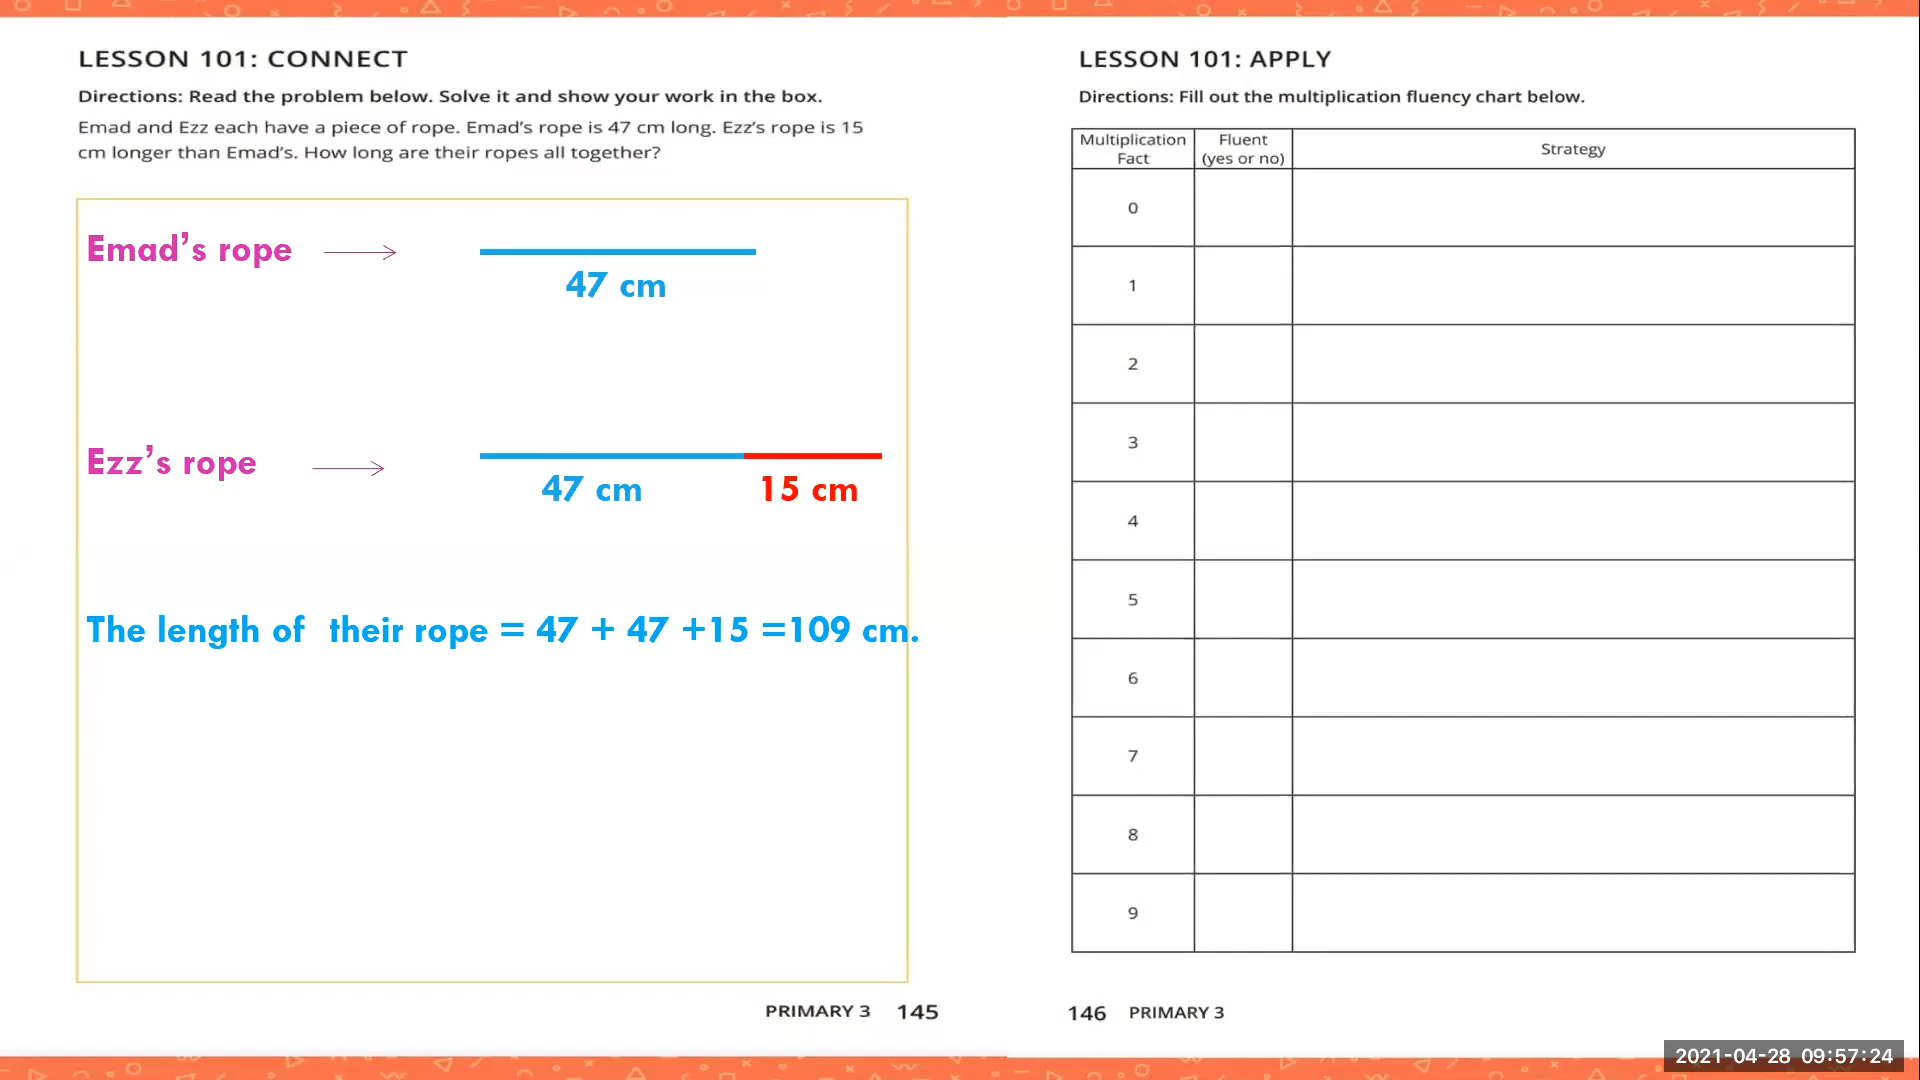 LESSON 101: CONNECT
Directions: Read the problem below. Solve it and show your work in the box.
Emad and Ezz each have a piece of rope. Emad's rope is 47 cm long. Ezz's rope is 15
cm longer than Emad's. How long are their ropes all together?
Emad's rope
47 cm
Ezz's rope
47 cm
15 cm
The length of their rope = 47 + 47 +15 =109 cm.
PRIMARY 3 145
LESSON 101: APPLY
Directions: Fill out the multiplication fluency chart below.
Multiplication
Fact
Fluent
(yes or no)
Strategy
0
1
2
3
4
5
6
7
8
9
146 PRIMARY 3
2021-04-28 09:57:24